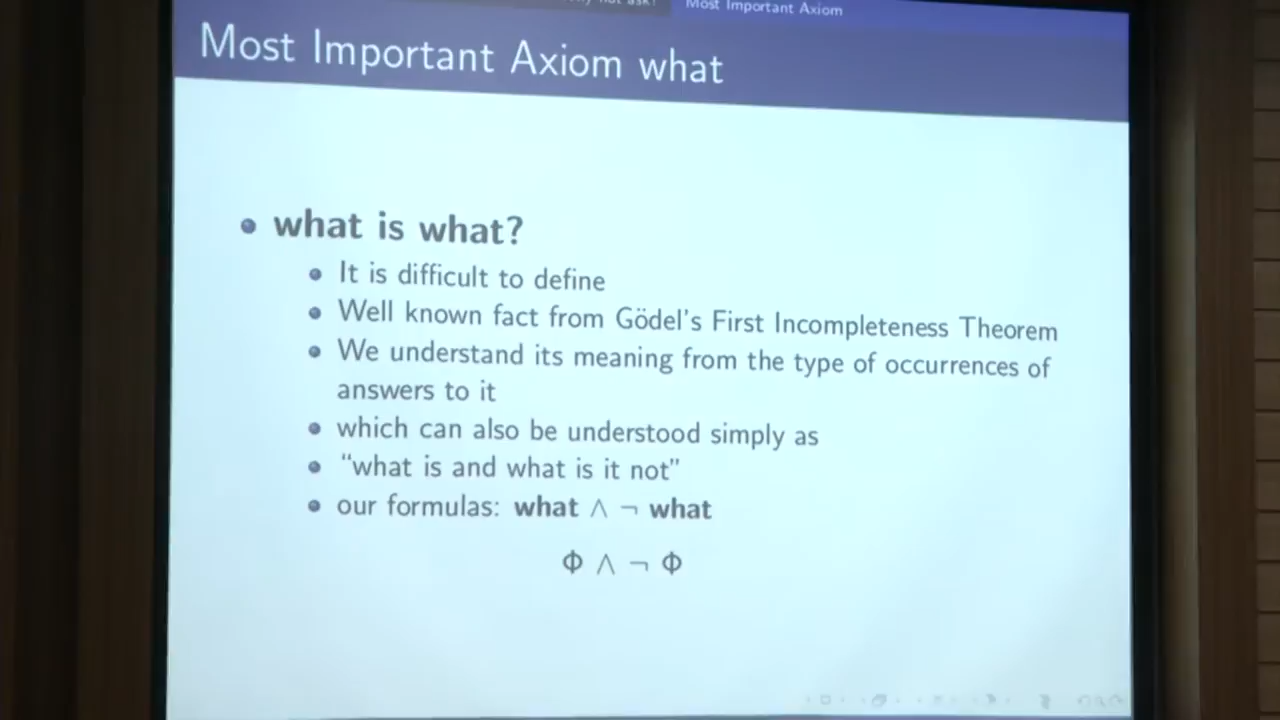 not ask?
Most Important Axiom
Most Important Axiom what
what is what?
It is difficult to define
Well known fact from Gödel's First Incompleteness Theorem
We understand its meaning from the type of occurrences of
answers to it
which can also be understood simply as
“what is and what is it not”
our formulas: what ∧ ¬ what
Φ ∧ ¬ Φ